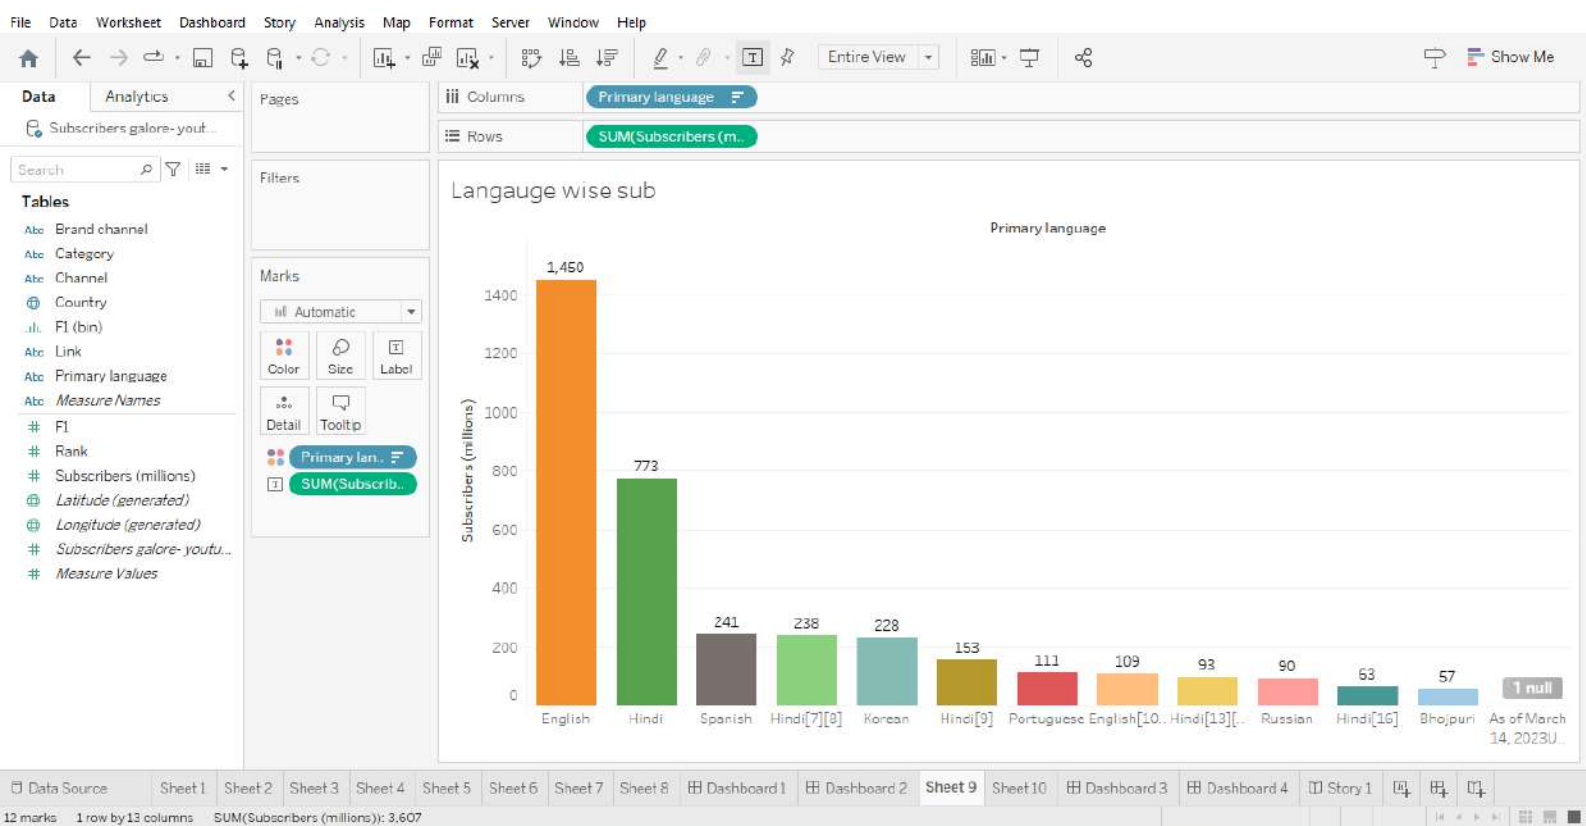 File Data Worksheet Dashboard Story Analysis Map Format Server Window Help
Entire View
Show Me
Data Analytics
Subscribers galore- yout...
Search
Tables
Abc Brand channel
Abc Category
Abc Channel
Country
F1 (bin)
Abc Link
Abc Primary language
Abc Measure Names
# F1
# Rank
# Subscribers (millions)
Latitude (generated)
Longitude (generated)
# Subscribers galore- youtu...
# Measure Values
Pages
Filters
Marks
Automatic
Color Size Label
Detail Tooltip
Primary lan..
SUM(Subscrib..
Columns Primary language
Rows SUM(Subscribers (m..
Langauge wise sub
Primary language
Subscribers (millions)
1400
1200
1000
800
600
400
200
0
1,450
773
241
238
228
153
111
109
93
90
63
57
1 null
English Hindi Spanish Hindi[7][8] Korean Hindi[9] Portuguese English[10.. Hindi[13][.. Russian Hindi[16] Bhojpuri As of March
14, 2023U..
Data Source Sheet 1 Sheet 2 Sheet 3 Sheet 4 Sheet 5 Sheet 6 Sheet 7 Sheet 8 Dashboard 1 Dashboard 2 Sheet 9 Sheet 10 Dashboard 3 Dashboard 4 Story 1
12 marks 1 row by 13 columns SUM(Subscribers (millions)): 3,607